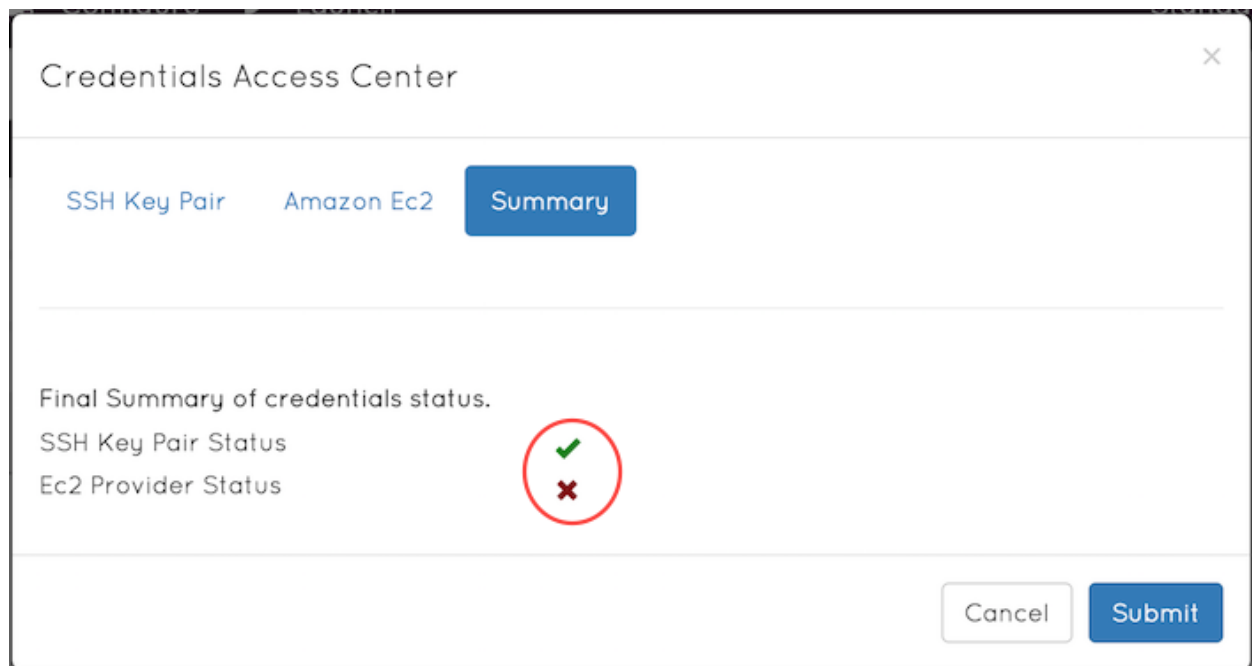 Credentials Access Center
×
SSH Key Pair Amazon Ec2 Summary
Final Summary of credentials status.
SSH Key Pair Status
Ec2 Provider Status
Cancel Submit